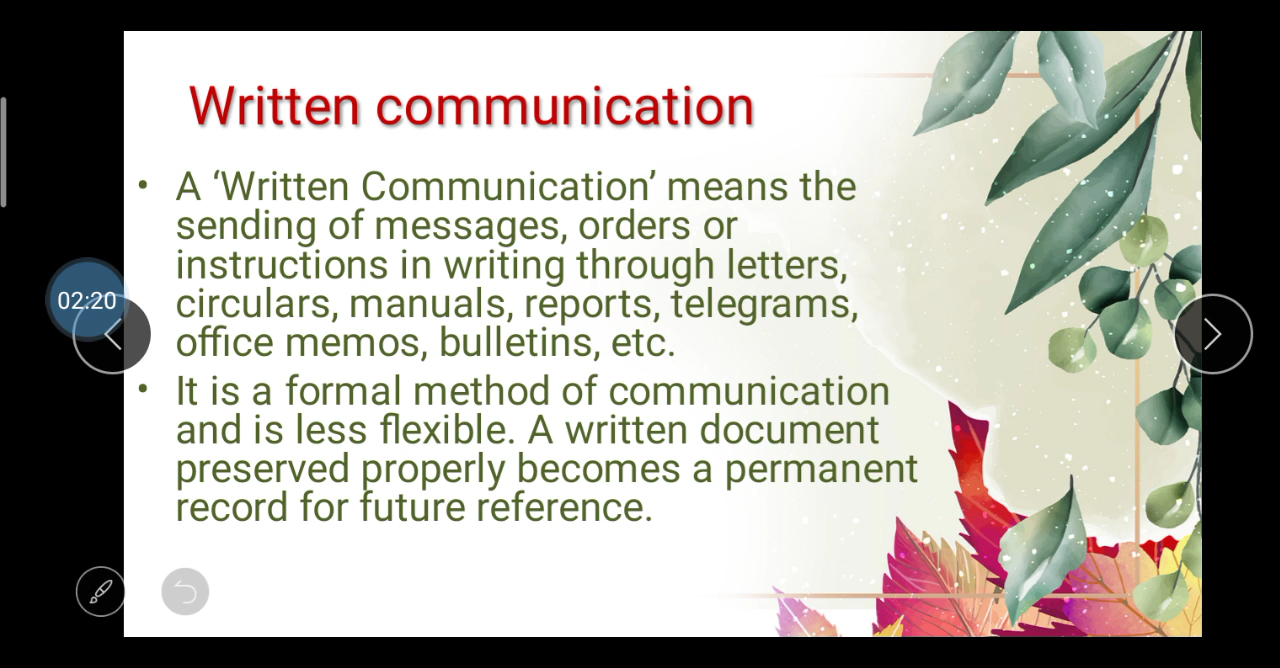 Written communication
• A ‘Written Communication’ means the
sending of messages, orders or
instructions in writing through letters,
circulars, manuals, reports, telegrams,
office memos, bulletins, etc.
02:20
• It is a formal method of communication
and is less flexible. A written document
preserved properly becomes a permanent
record for future reference.